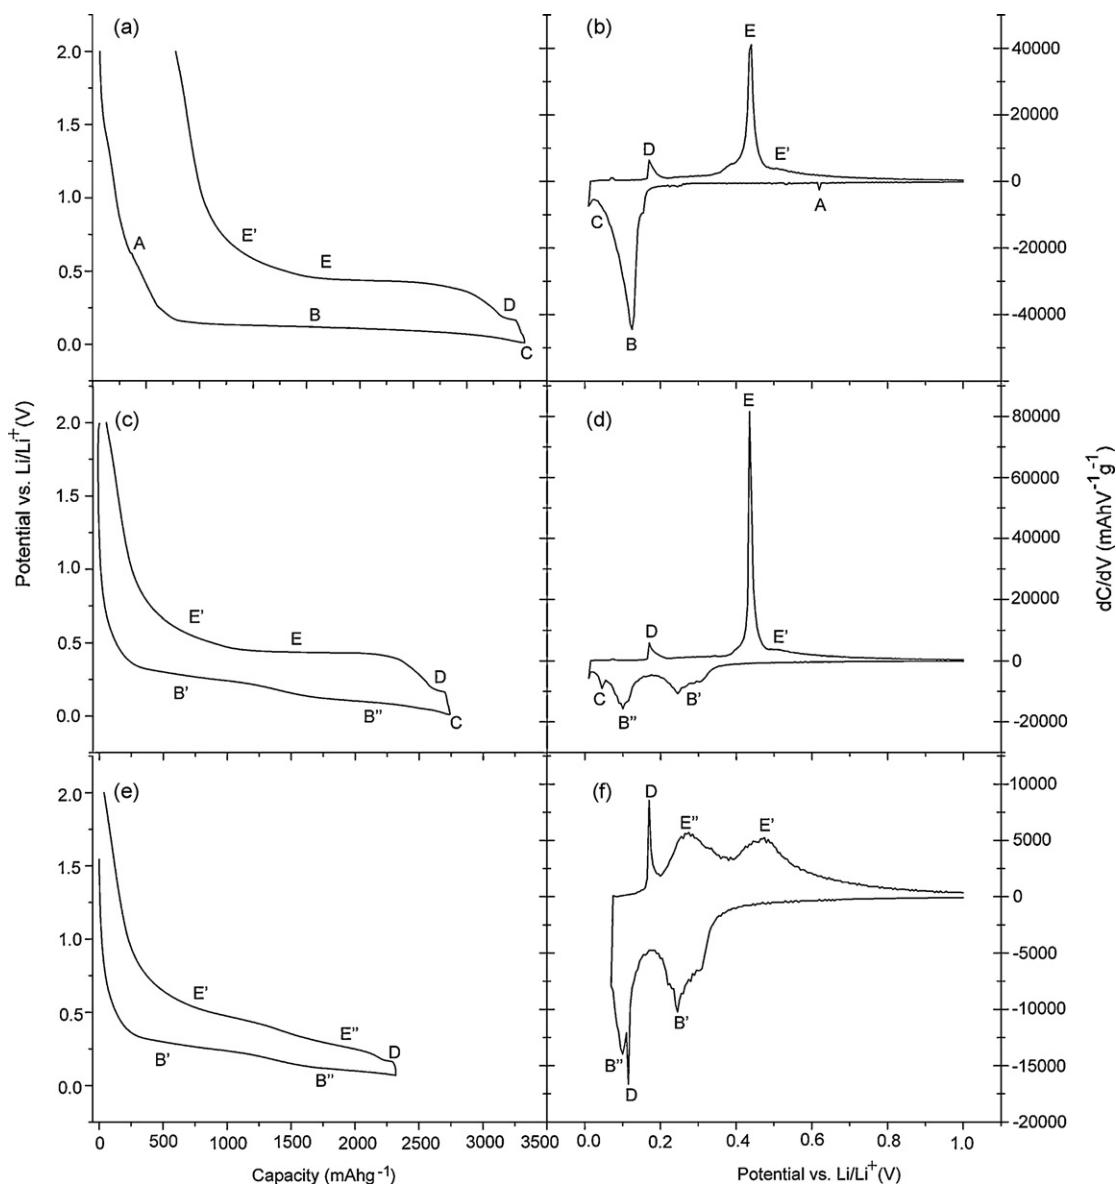 (a)
2.0
1.5
1.0
0.5
0.0
A
B
C
D
E
E'
(b)
40000
20000
0
-20000
-40000
A
B
C
D
E
E'
(c)
2.0
1.5
1.0
0.5
0.0
B'
B"
C
D
E
E'
(d)
80000
60000
40000
20000
0
-20000
C
B"
B'
D
E
E'
(e)
2.0
1.5
1.0
0.5
0.0
B'
B"
D
E"
E'
(f)
10000
5000
0
-5000
-10000
-15000
-20000
D
E"
E'
B'
B"
D
0 500 1000 1500 2000 2500 3000 3500
0.0 0.2 0.4 0.6 0.8 1.0
Capacity (mAhg-1)
Potential vs. Li/Li+(V)
Potential vs. Li/Li+(V)
dC/dV (mAhV-1g-1)